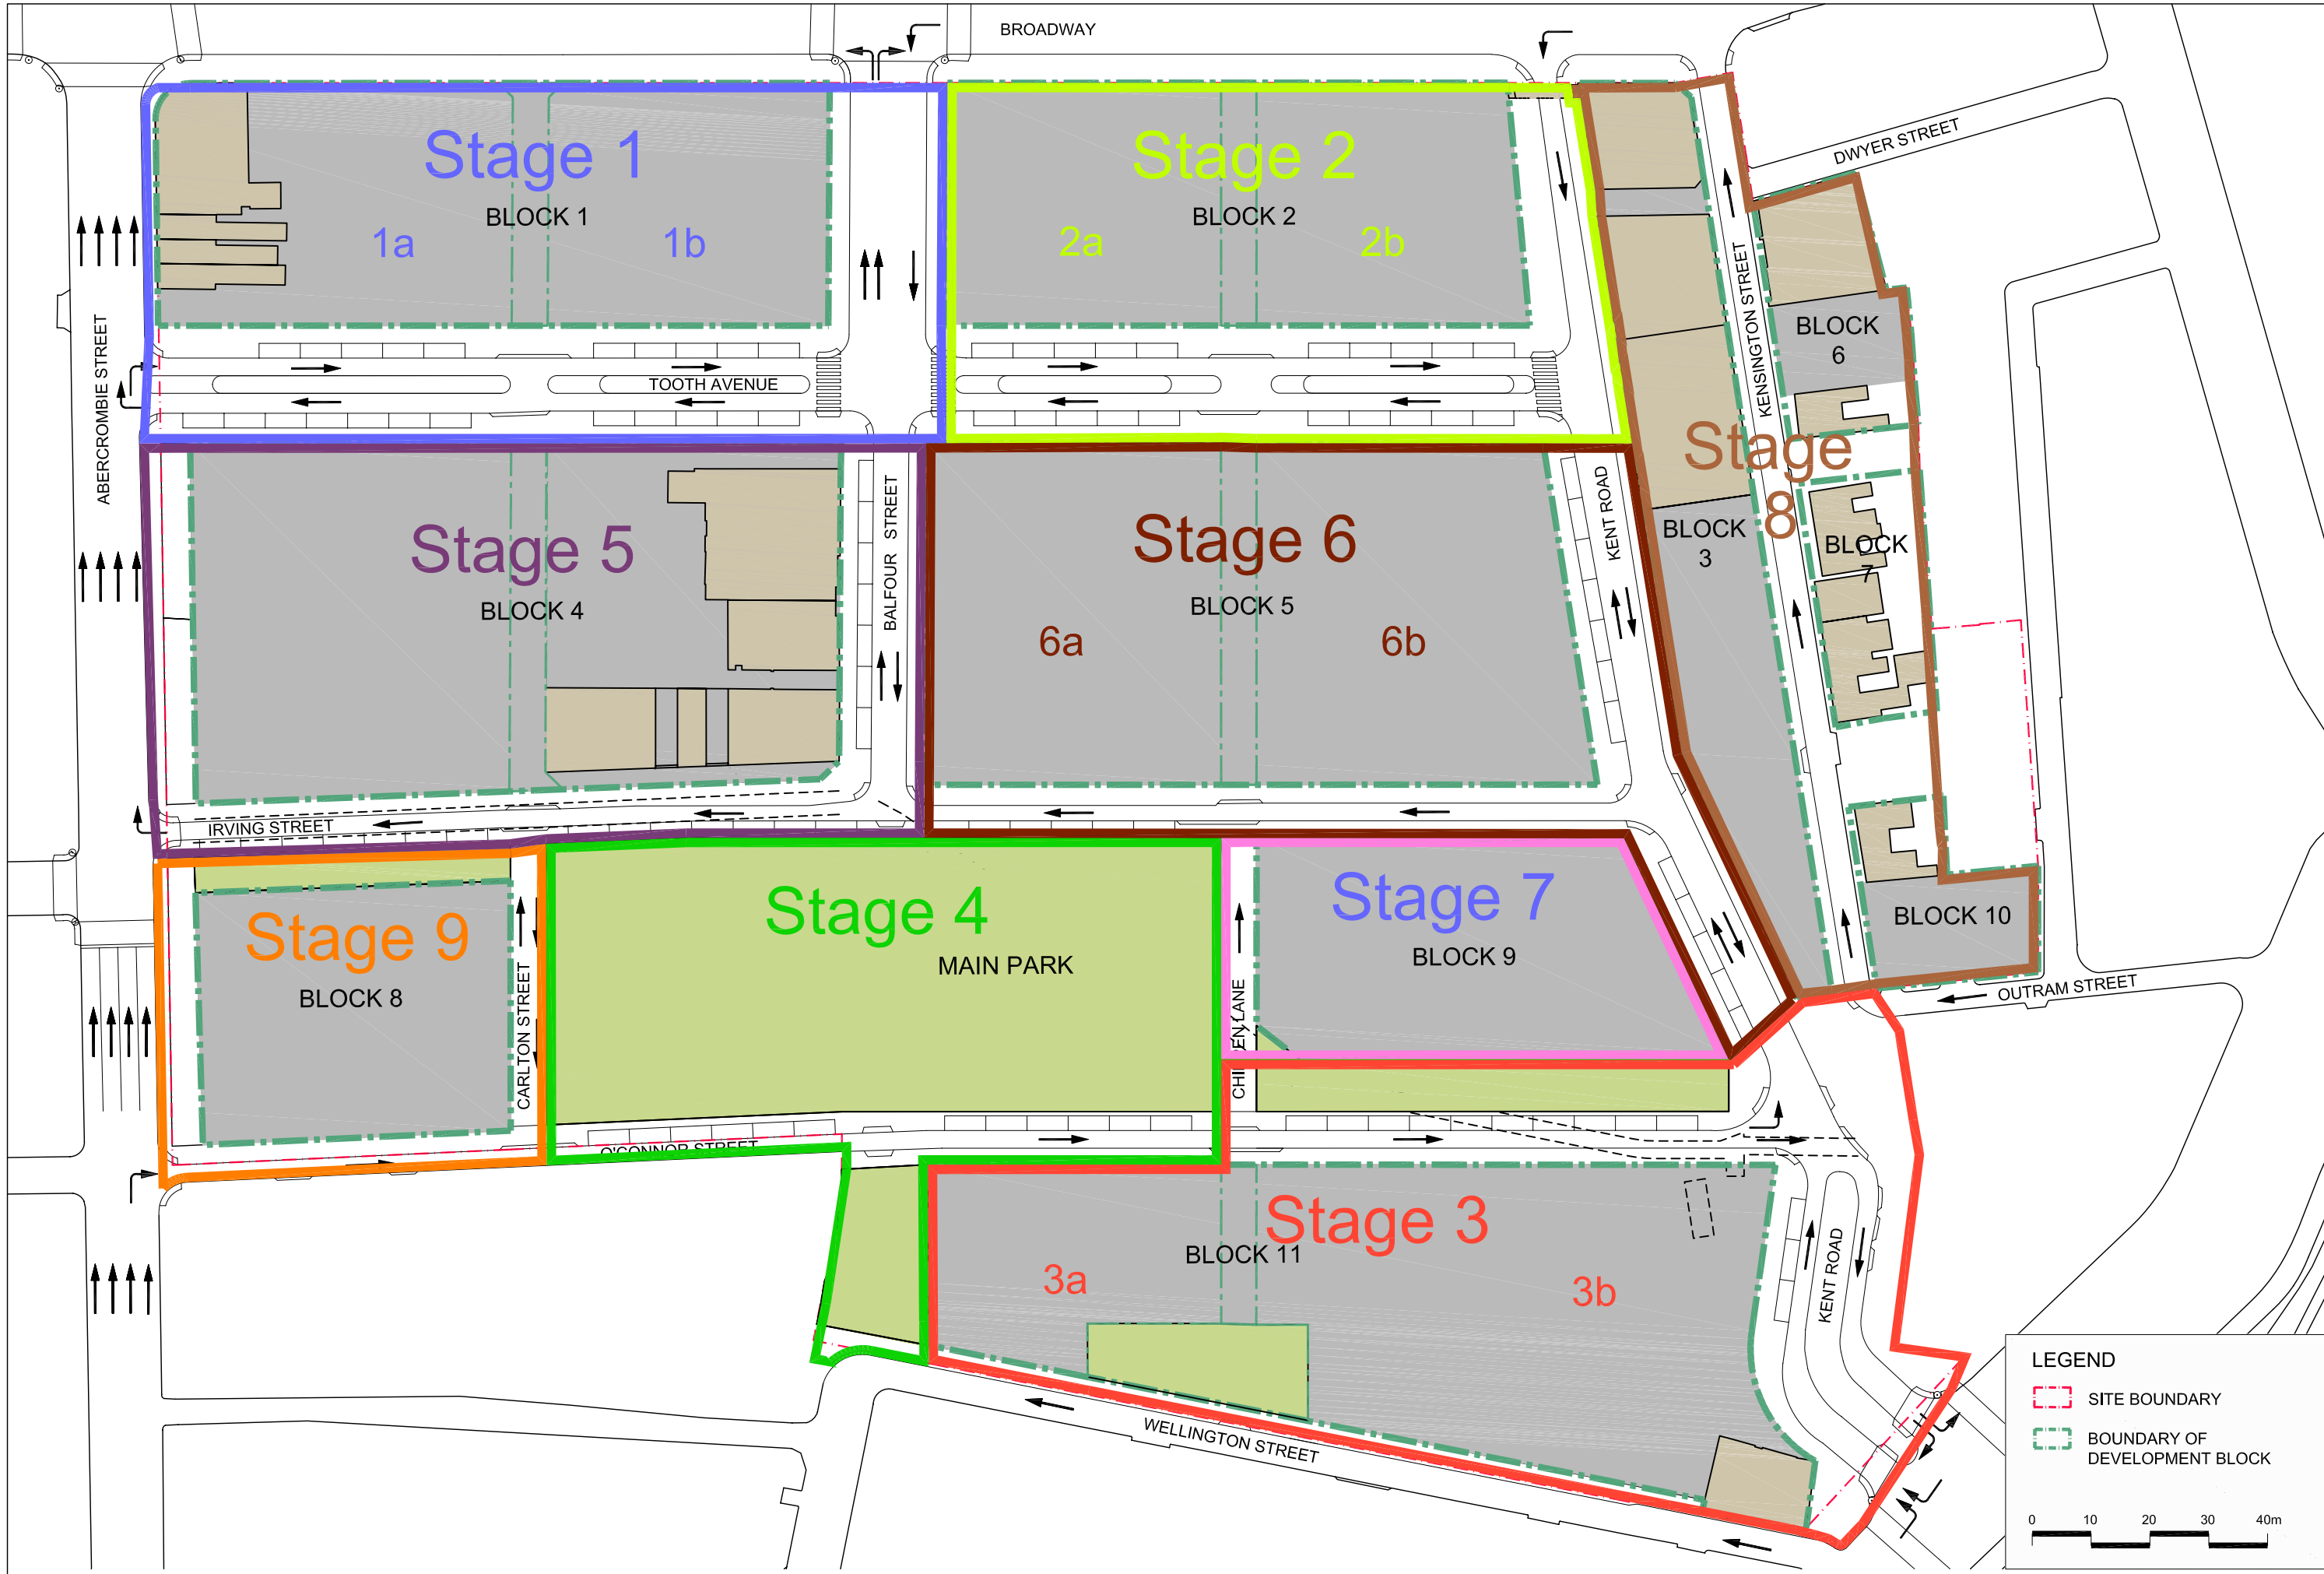 BROADWAY
DWYER STREET
Stage 1
BLOCK 1
1a
1b
Stage 2
BLOCK 2
2a
2b
ABERCROMBIE STREET
TOOTH AVENUE
KENSINGTON STREET
BLOCK
6
Stage
8
BLOCK
3
BLOCK
7
Stage 5
BLOCK 4
BALFOUR STREET
Stage 6
BLOCK 5
6a
6b
KENT ROAD
IRVING STREET
Stage 9
BLOCK 8
CARLTON STREET
Stage 4
MAIN PARK
Stage 7
BLOCK 9
BLOCK 10
OUTRAM STREET
O'CONNOR STREET
Stage 3
BLOCK 11
3a
3b
KENT ROAD
WELLINGTON STREET
LEGEND
SITE BOUNDARY
BOUNDARY OF
DEVELOPMENT BLOCK
0 10 20 30 40m